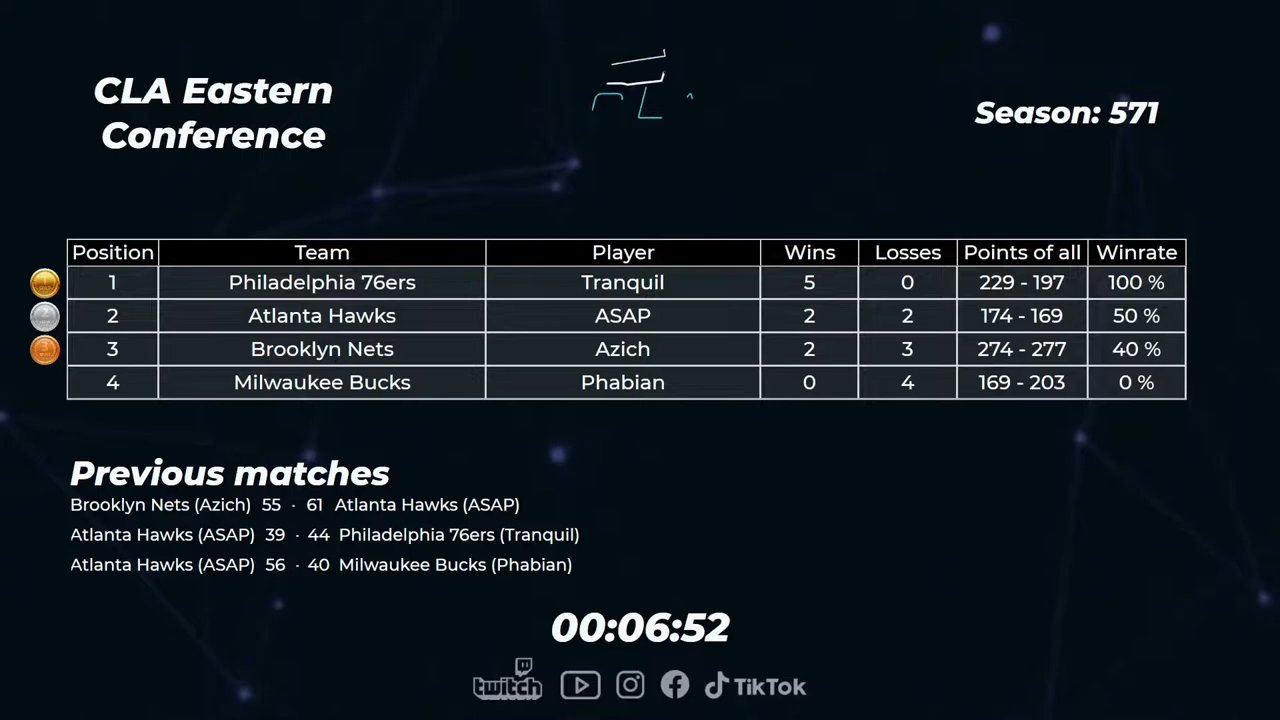 CLA Eastern
Conference
Season: 571
Position Team Player Wins Losses Points of all Winrate
1 Philadelphia 76ers Tranquil 5 0 229 - 197 100 %
2 Atlanta Hawks ASAP 2 2 174 - 169 50 %
3 Brooklyn Nets Azich 2 3 274 - 277 40 %
4 Milwaukee Bucks Phabian 0 4 169 - 203 0 %
Previous matches
Brooklyn Nets (Azich) 55 · 61 Atlanta Hawks (ASAP)
Atlanta Hawks (ASAP) 39 · 44 Philadelphia 76ers (Tranquil)
Atlanta Hawks (ASAP) 56 · 40 Milwaukee Bucks (Phabian)
00:06:52
twitch TikTok